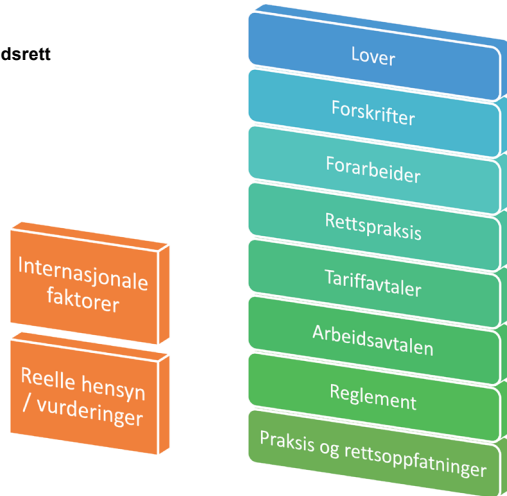 dsrett
Lover
Forskrifter
Forarbeider
Rettspraksis
Tariffavtaler
Arbeidsavtalen
Reglement
Praksis og rettsoppfatninger
Internasjonale
faktorer
Reelle hensyn
/ vurderinger